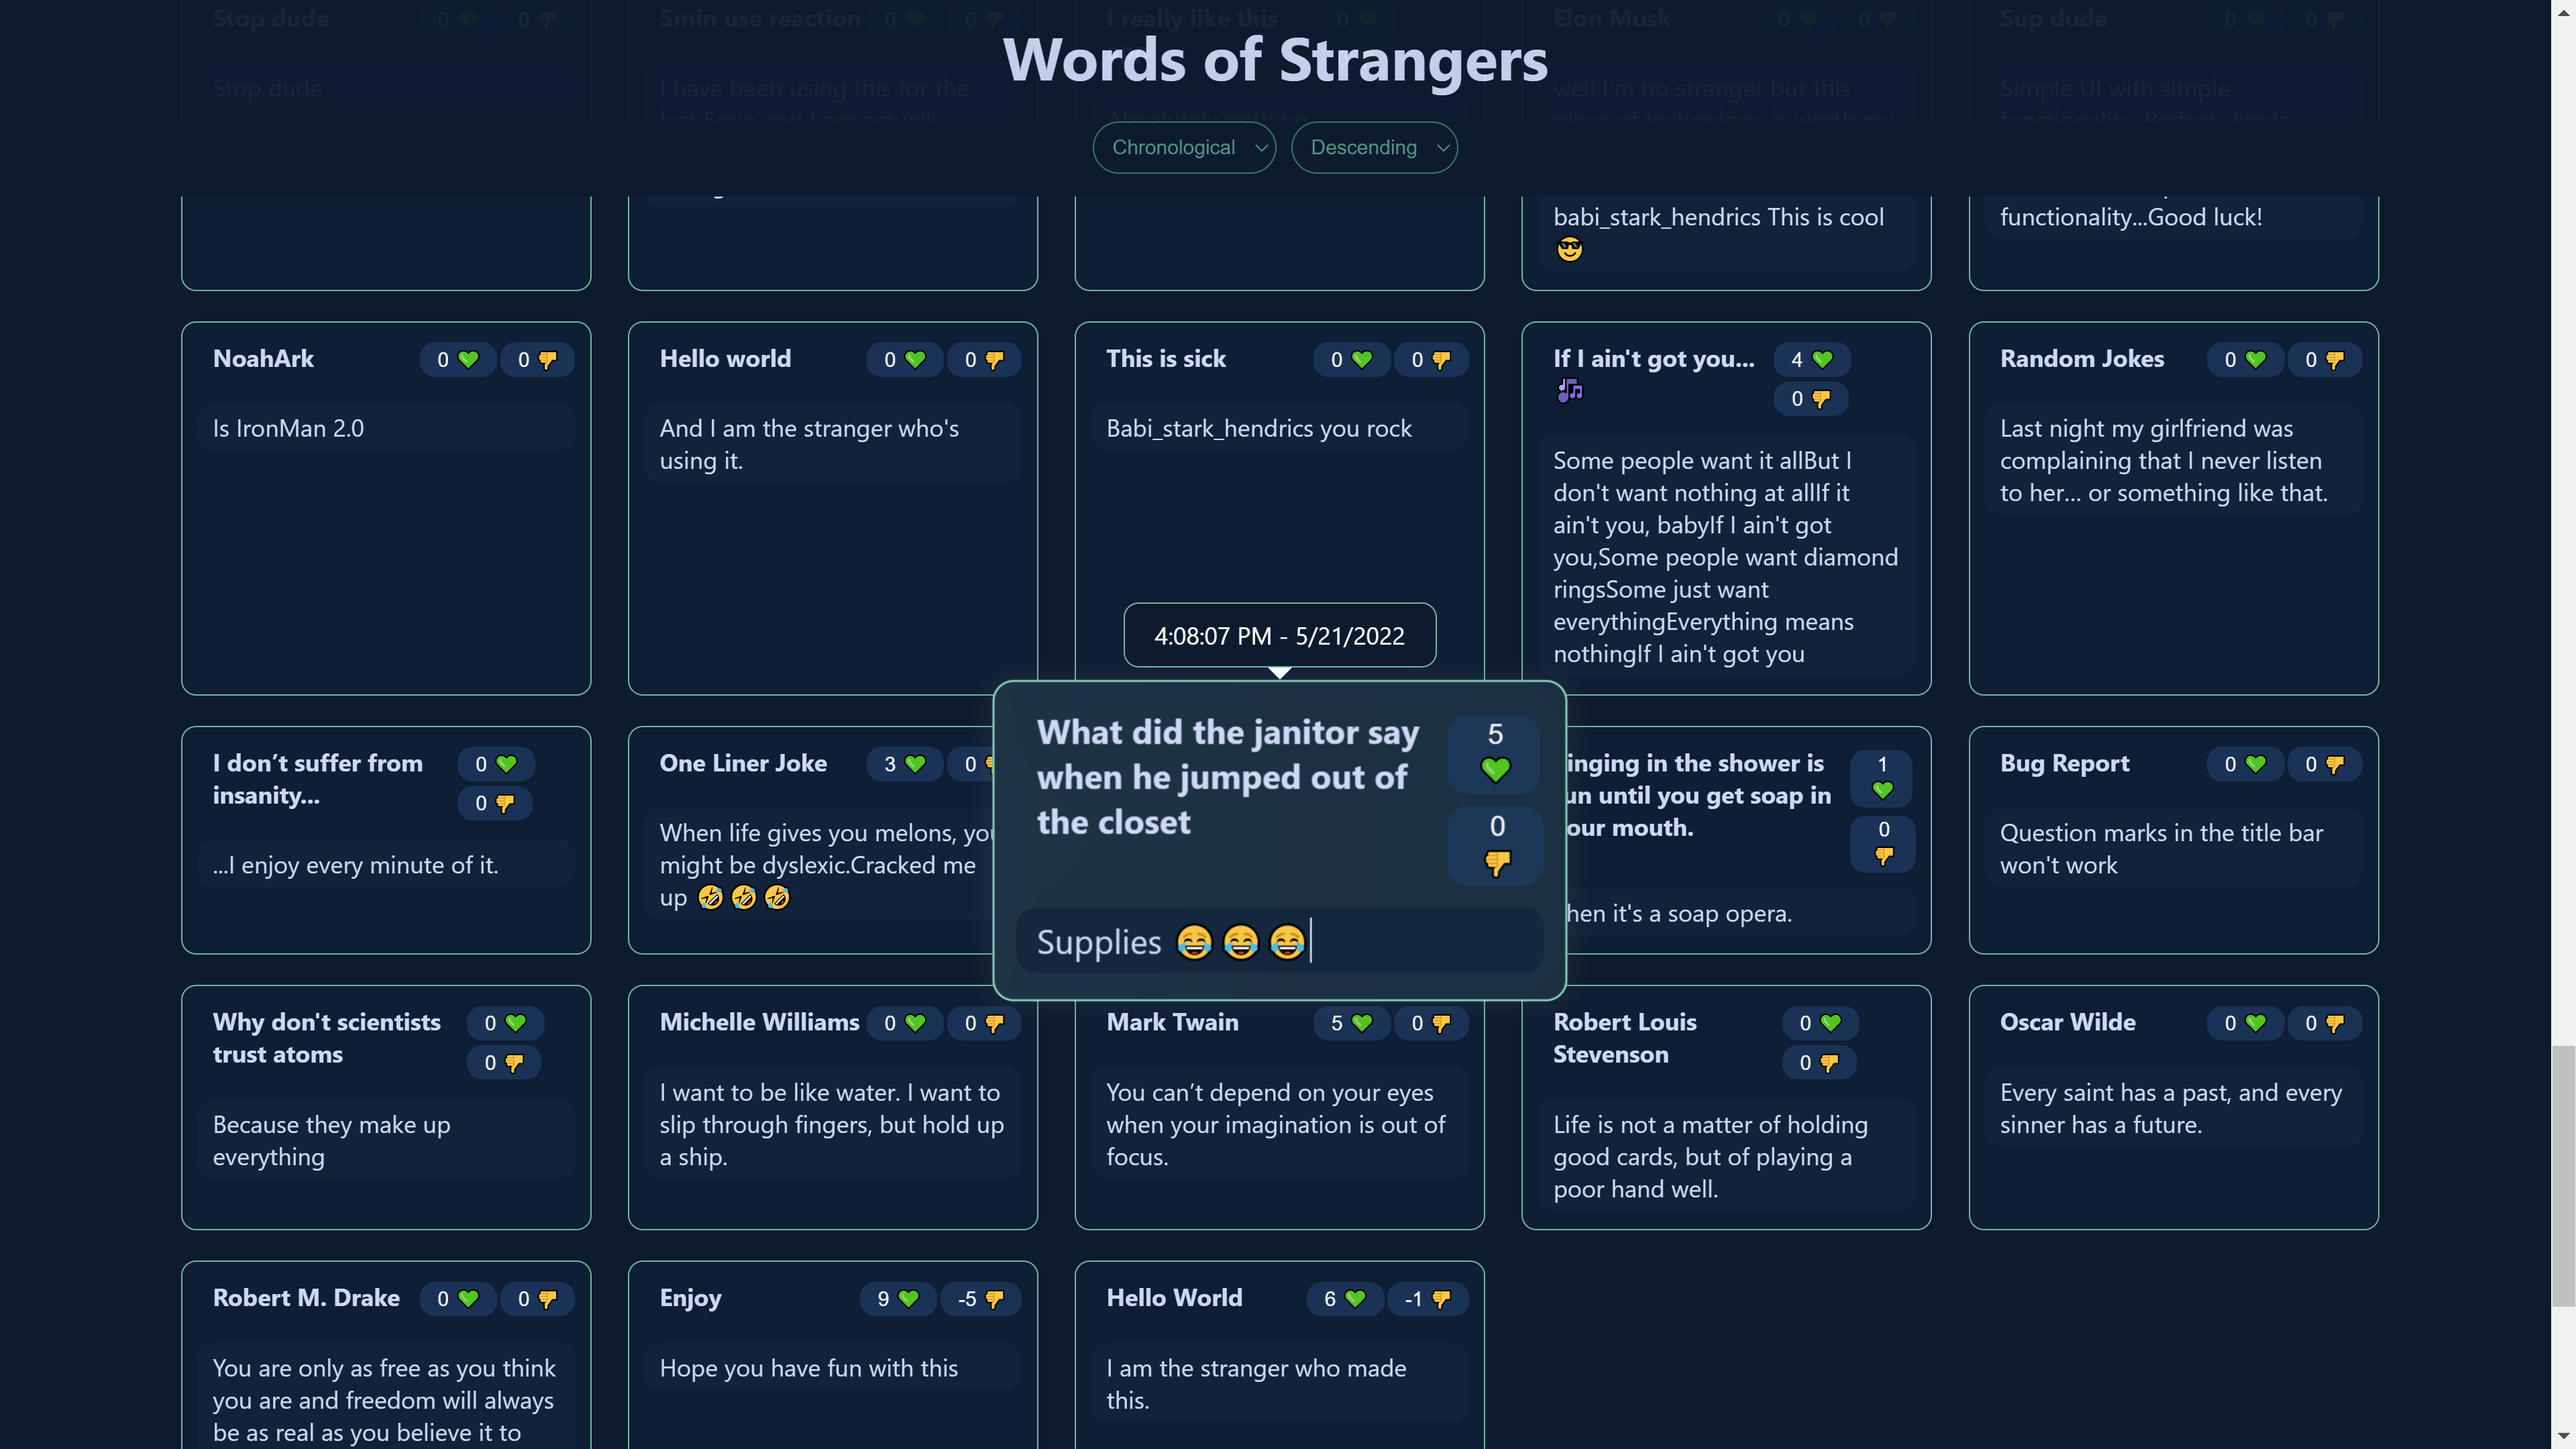 Stop dude 0 0
5min use reaction 0 0
I really like this 0
Elon Musk 0 0
Sup dude 0 0
Words of Strangers
Stop dude
I have been using this for the
last 5min and I am actually
Absolutely nothing
well I'm no stranger but this
piece of technology is worth my
Simple UI with simple
functionality. Perfect...kinda
Chronological
Descending
babi_stark_hendrics This is cool
😎
functionality...Good luck!
NoahArk 0 💚 0 👎
Is IronMan 2.0
Hello world 0 💚 0 👎
And I am the stranger who's
using it.
This is sick 0 💚 0 👎
Babi_stark_hendrics you rock
If I ain't got you... 4 💚
🎶 0 👎
Some people want it allBut I
don't want nothing at allIf it
ain't you, babyIf I ain't got
you,Some people want diamond
ringsSome just want
everythingEverything means
nothingIf I ain't got you
Random Jokes 0 💚 0 👎
Last night my girlfriend was
complaining that I never listen
to her... or something like that.
4:08:07 PM - 5/21/2022
I don’t suffer from 0 💚
insanity... 0 👎
...I enjoy every minute of it.
One Liner Joke 3 💚 0
When life gives you melons, you
might be dyslexic.Cracked me
up 🤣🤣🤣
What did the janitor say 5 💚
when he jumped out of
the closet 0 👎
Supplies 😂😂😂
inging in the shower is 1 💚
un until you get soap in
our mouth. 0 👎
hen it's a soap opera.
Bug Report 0 💚 0 👎
Question marks in the title bar
won't work
Why don't scientists 0 💚
trust atoms 0 👎
Because they make up
everything
Michelle Williams 0 💚 0 👎
I want to be like water. I want to
slip through fingers, but hold up
a ship.
Mark Twain 5 💚 0 👎
You can’t depend on your eyes
when your imagination is out of
focus.
Robert Louis 0 💚
Stevenson 0 👎
Life is not a matter of holding
good cards, but of playing a
poor hand well.
Oscar Wilde 0 💚 0 👎
Every saint has a past, and every
sinner has a future.
Robert M. Drake 0 💚 0 👎
You are only as free as you think
you are and freedom will always
be as real as you believe it to
Enjoy 9 💚 -5 👎
Hope you have fun with this
Hello World 6 💚 -1 👎
I am the stranger who made
this.